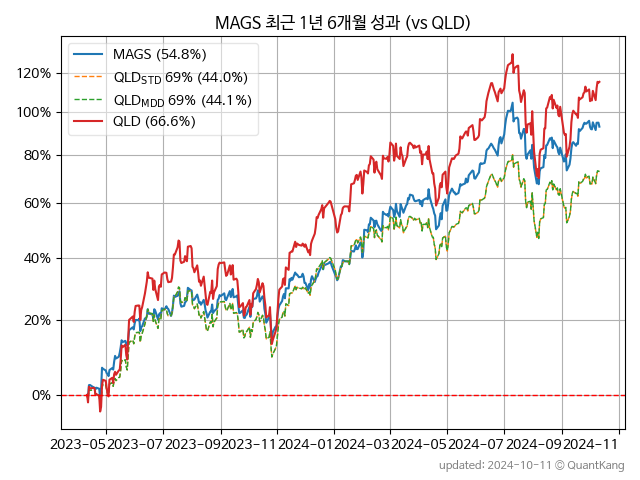 MAGS 최근 1년 6개월 성과 (vs QLD)
MAGS (54.8%)
QLD_STD 69% (44.0%)
QLD_MDD 69% (44.1%)
QLD (66.6%)
120%
100%
80%
60%
40%
20%
0%
2023-05 2023-07 2023-09 2023-11 2024-01 2024-03 2024-05 2024-07 2024-09 2024-11
updated: 2024-10-11 © QuantKang